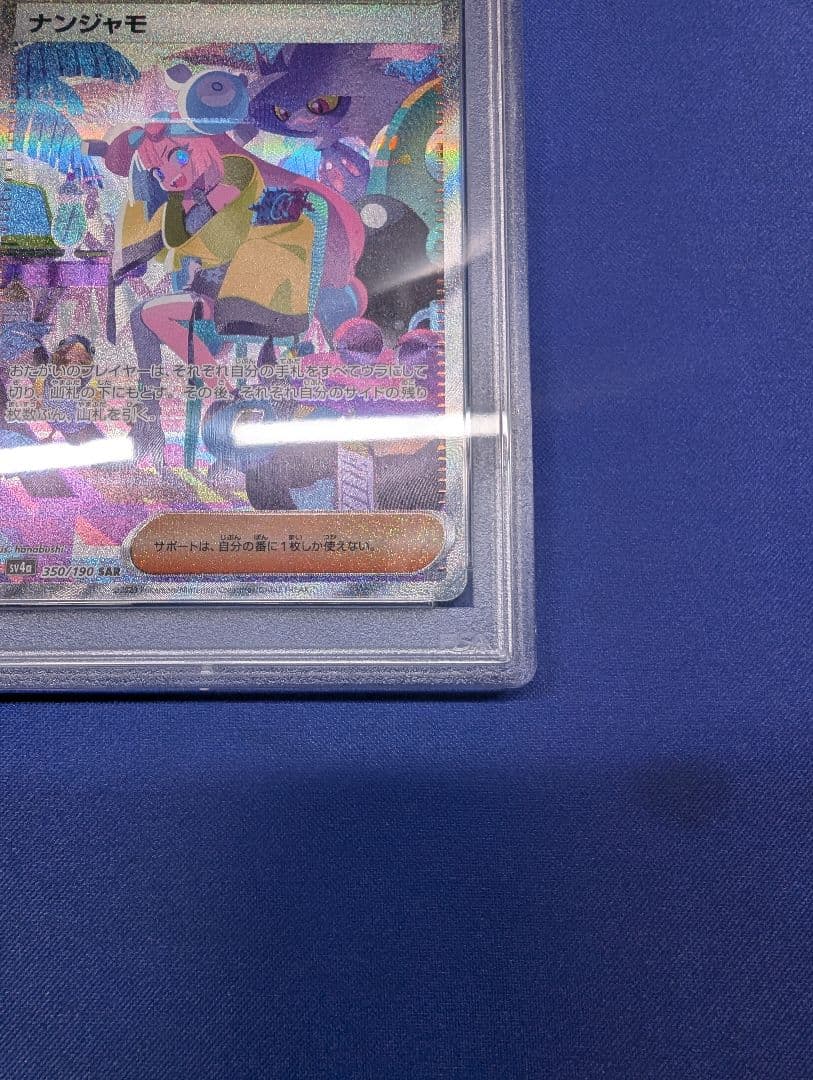 ナンジャモ
おたがいのプレイヤーは、それぞれ自分の手札をすべてウラにして
切り、山札の下にもどす。その後、それぞれ自分のサイドの残り
枚数ぶん、山札を引く。
サポートは、自分の番に1枚しか使えない。
hanabushi
sv4a 350/190 SAR